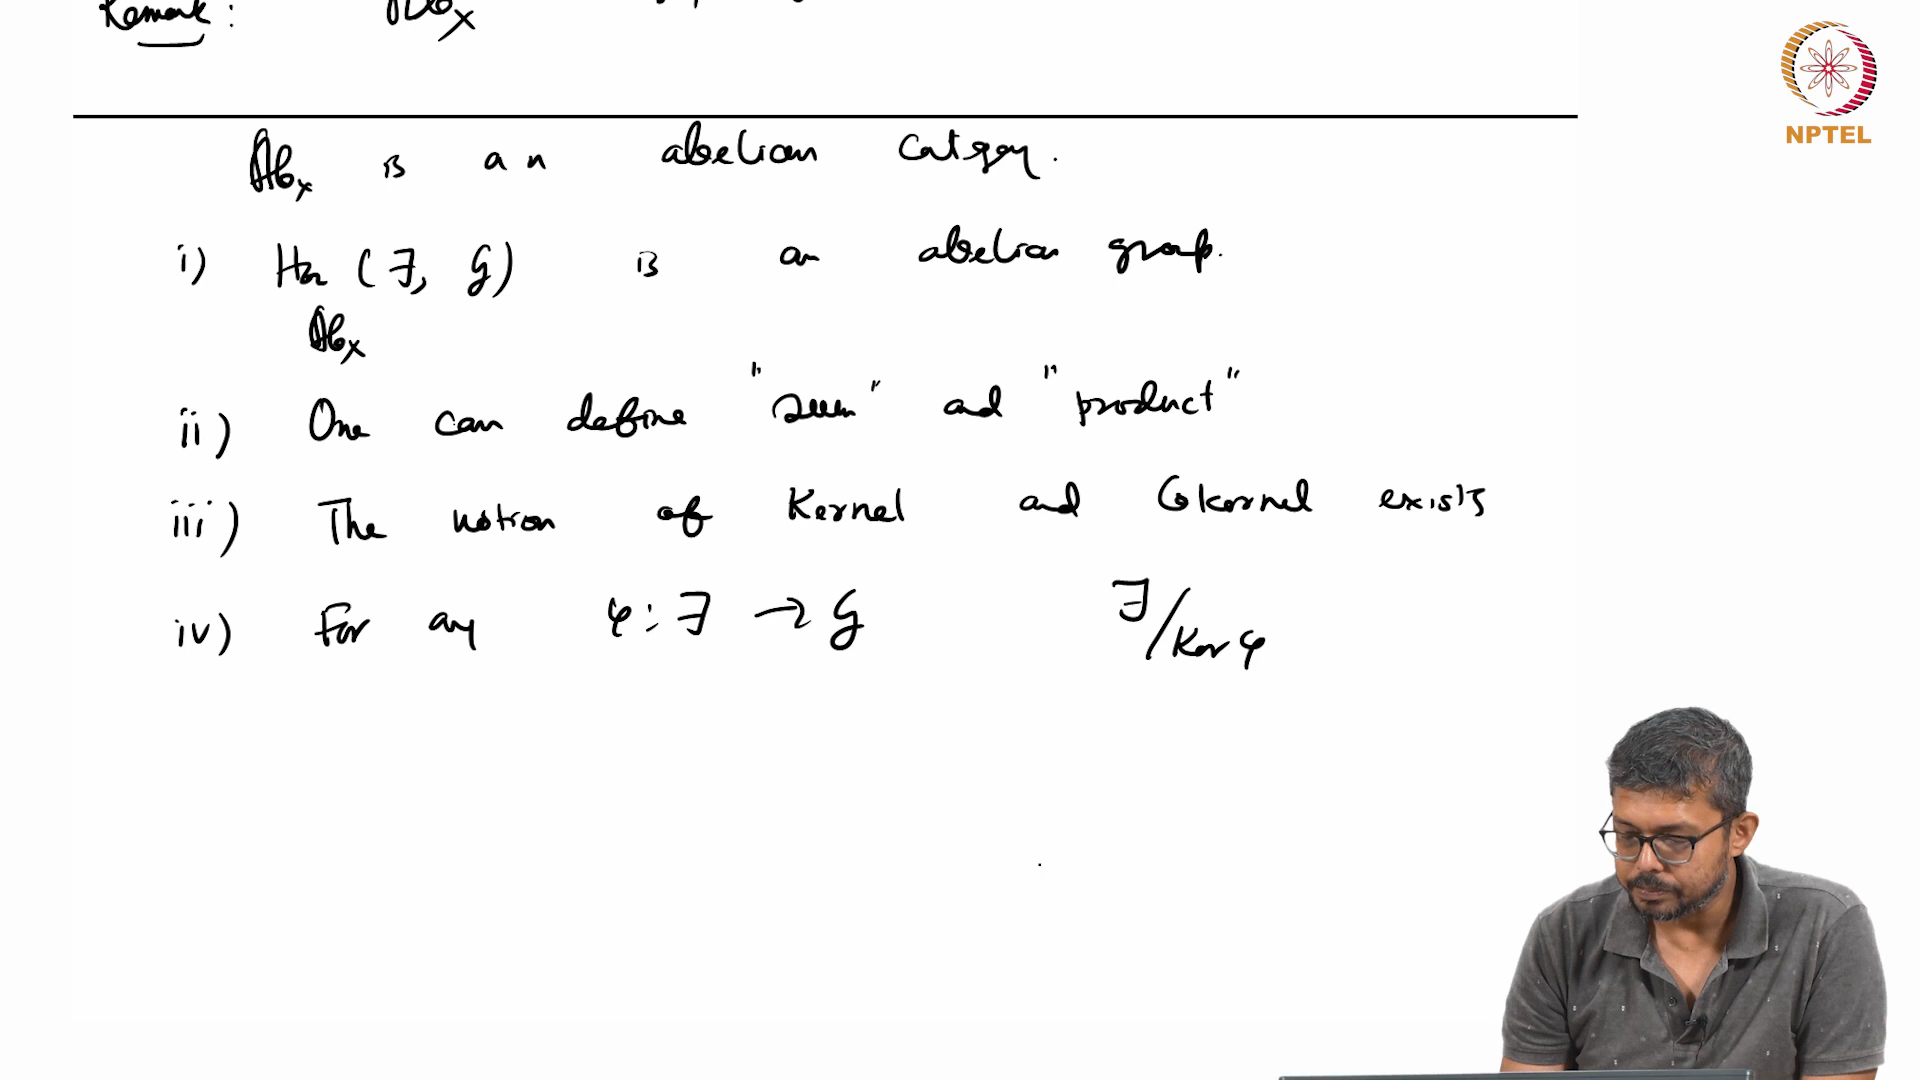 Remark: Ab_X
NPTEL
Ab_X is an abelian category.
i) Hom (F, G) is an abelian group.
Ab_X
ii) One can define "sum" and "product"
iii) The notion of Kernel and Cokernel exists
iv) For any φ: F → G F/Ker φ